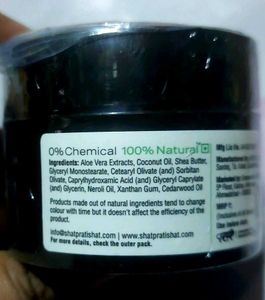 0% Chemical 100% Natural
Ingredients: Aloe Vera Extracts, Coconut Oil, Shea Butter,
Glyceryl Monostearate, Cetearyl Olivate (and) Sorbitan
Olivate, Caprylhydroxamic Acid (and) Glyceryl Caprylate
(and) Glycerin, Neroli Oil, Xanthan Gum, Cedarwood Oil
Products made out of natural ingredients tend to change
colour with time but it doesn't affect the efficiency of the
product.
info@shatpratishat.com | www.shatpratishat.com
For more details, check the outer pack.
Mfg Lic No.